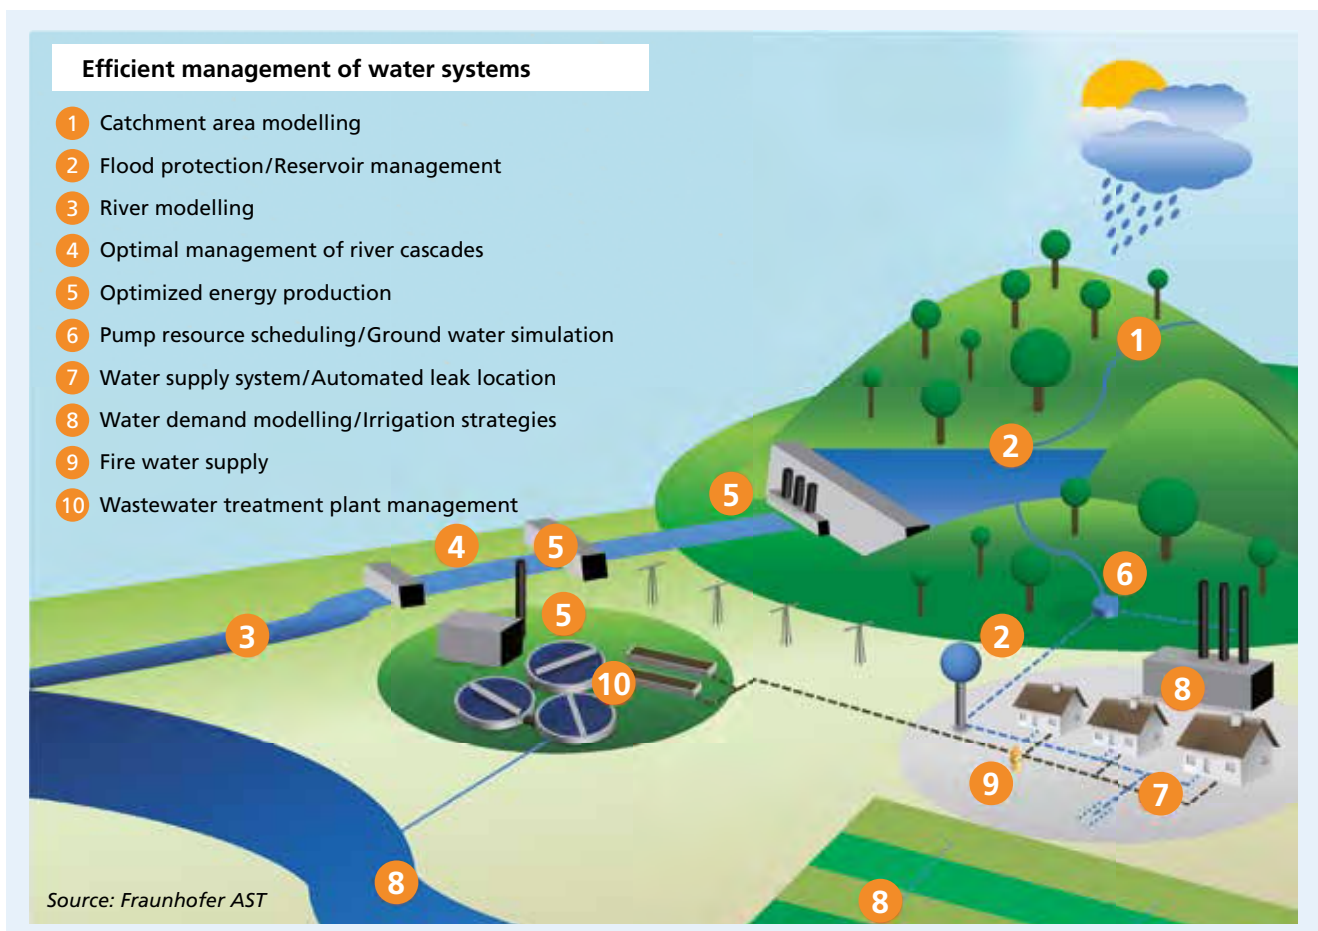 Efficient management of water systems
1 Catchment area modelling
2 Flood protection/Reservoir management
3 River modelling
4 Optimal management of river cascades
5 Optimized energy production
6 Pump resource scheduling/Ground water simulation
7 Water supply system/Automated leak location
8 Water demand modelling/Irrigation strategies
9 Fire water supply
10 Wastewater treatment plant management
1
2
5
4
5
6
5
3
2
10
8
9
7
8
8
Source: Fraunhofer AST